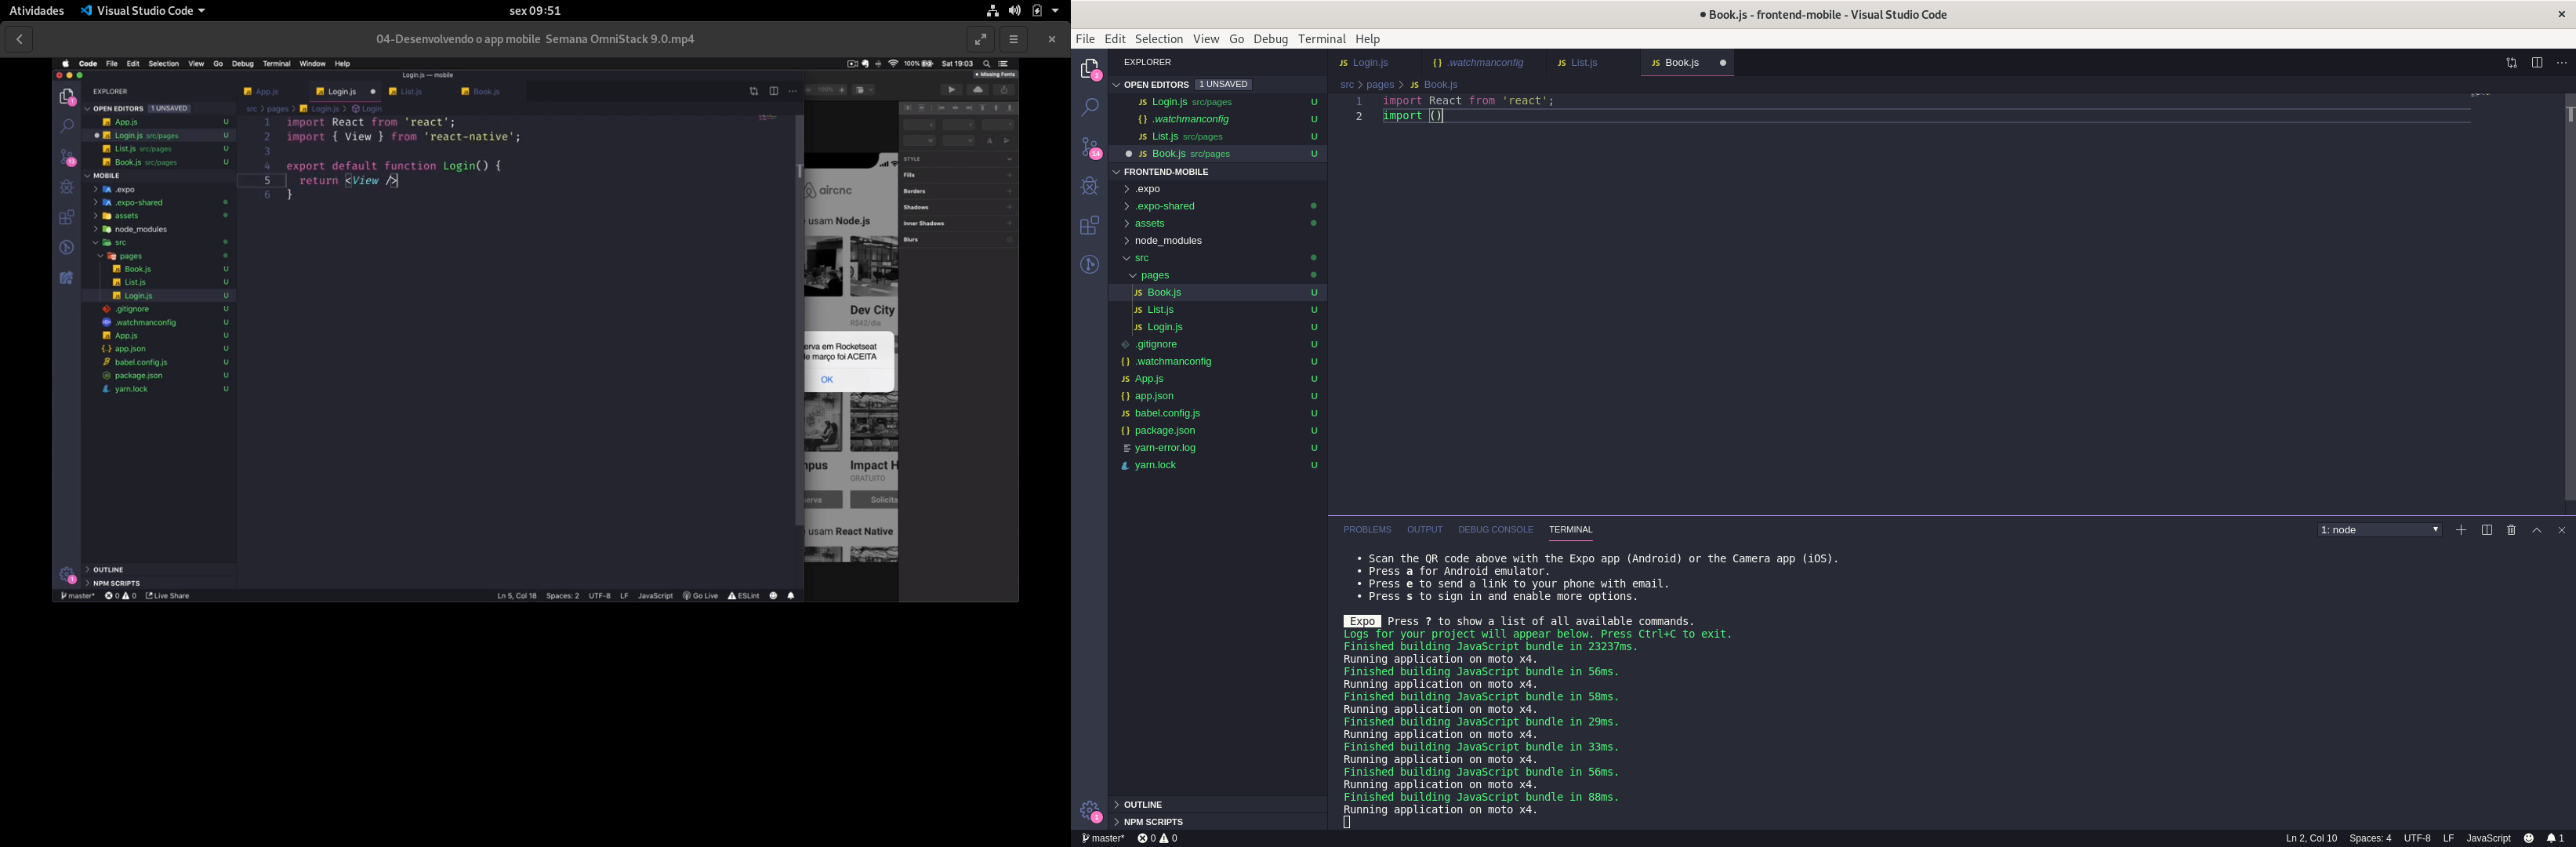 Atividades
Visual Studio Code
sex 09:51
04-Desenvolvendo o app mobile Semana OmniStack 9.0.mp4
Code File Edit Selection View Go Debug Terminal Window Help
100%
Sat 19:03
Login.js — mobile
Missing Fonts
EXPLORER
App.js
Login.js
List.js
Book.js
OPEN EDITORS 1 UNSAVED
src > pages > Login.js > Login
App.js U
Login.js src/pages U
List.js src/pages U
Book.js src/pages U
MOBILE
.expo
.expo-shared
assets
node_modules
src
pages
Book.js U
List.js U
Login.js U
.gitignore U
.watchmanconfig U
App.js U
app.json U
babel.config.js U
package.json U
yarn.lock U
OUTLINE
NPM SCRIPTS
1 import React from 'react';
2 import { View } from 'react-native';
3
4 export default function Login() {
5 return <View />
6 }
master* 0 0 Live Share
Ln 5, Col 18 Spaces: 2 UTF-8 LF JavaScript Go Live ESLint
100%
STYLE
Fills
Borders
Shadows
Inner Shadows
Blurs
aircnc
usam Node.js
Dev City
R$42/dia
erva em Rocketseat
de março foi ACEITA
OK
mpus
Impact H
GRATUITO
erva
Solicita
usam React Native
Book.js - frontend-mobile - Visual Studio Code
File Edit Selection View Go Debug Terminal Help
EXPLORER
Login.js
.watchmanconfig
List.js
Book.js
OPEN EDITORS 1 UNSAVED
src > pages > Book.js
Login.js src/pages U
.watchmanconfig U
List.js src/pages U
Book.js src/pages U
14
FRONTEND-MOBILE
.expo
.expo-shared
assets
node_modules
src
pages
Book.js U
List.js U
Login.js U
.gitignore U
.watchmanconfig U
App.js U
app.json U
babel.config.js U
package.json U
yarn-error.log U
yarn.lock U
OUTLINE
NPM SCRIPTS
1 import React from 'react';
2 import ()
PROBLEMS OUTPUT DEBUG CONSOLE TERMINAL
1: node
• Scan the QR code above with the Expo app (Android) or the Camera app (iOS).
• Press a for Android emulator.
• Press e to send a link to your phone with email.
• Press s to sign in and enable more options.
Expo Press ? to show a list of all available commands.
Logs for your project will appear below. Press Ctrl+C to exit.
Finished building JavaScript bundle in 23237ms.
Running application on moto x4.
Finished building JavaScript bundle in 56ms.
Running application on moto x4.
Finished building JavaScript bundle in 58ms.
Running application on moto x4.
Finished building JavaScript bundle in 29ms.
Running application on moto x4.
Finished building JavaScript bundle in 33ms.
Running application on moto x4.
Finished building JavaScript bundle in 56ms.
Running application on moto x4.
Finished building JavaScript bundle in 88ms.
Running application on moto x4.
master* 0 0
Ln 2, Col 10 Spaces: 4 UTF-8 LF JavaScript 1